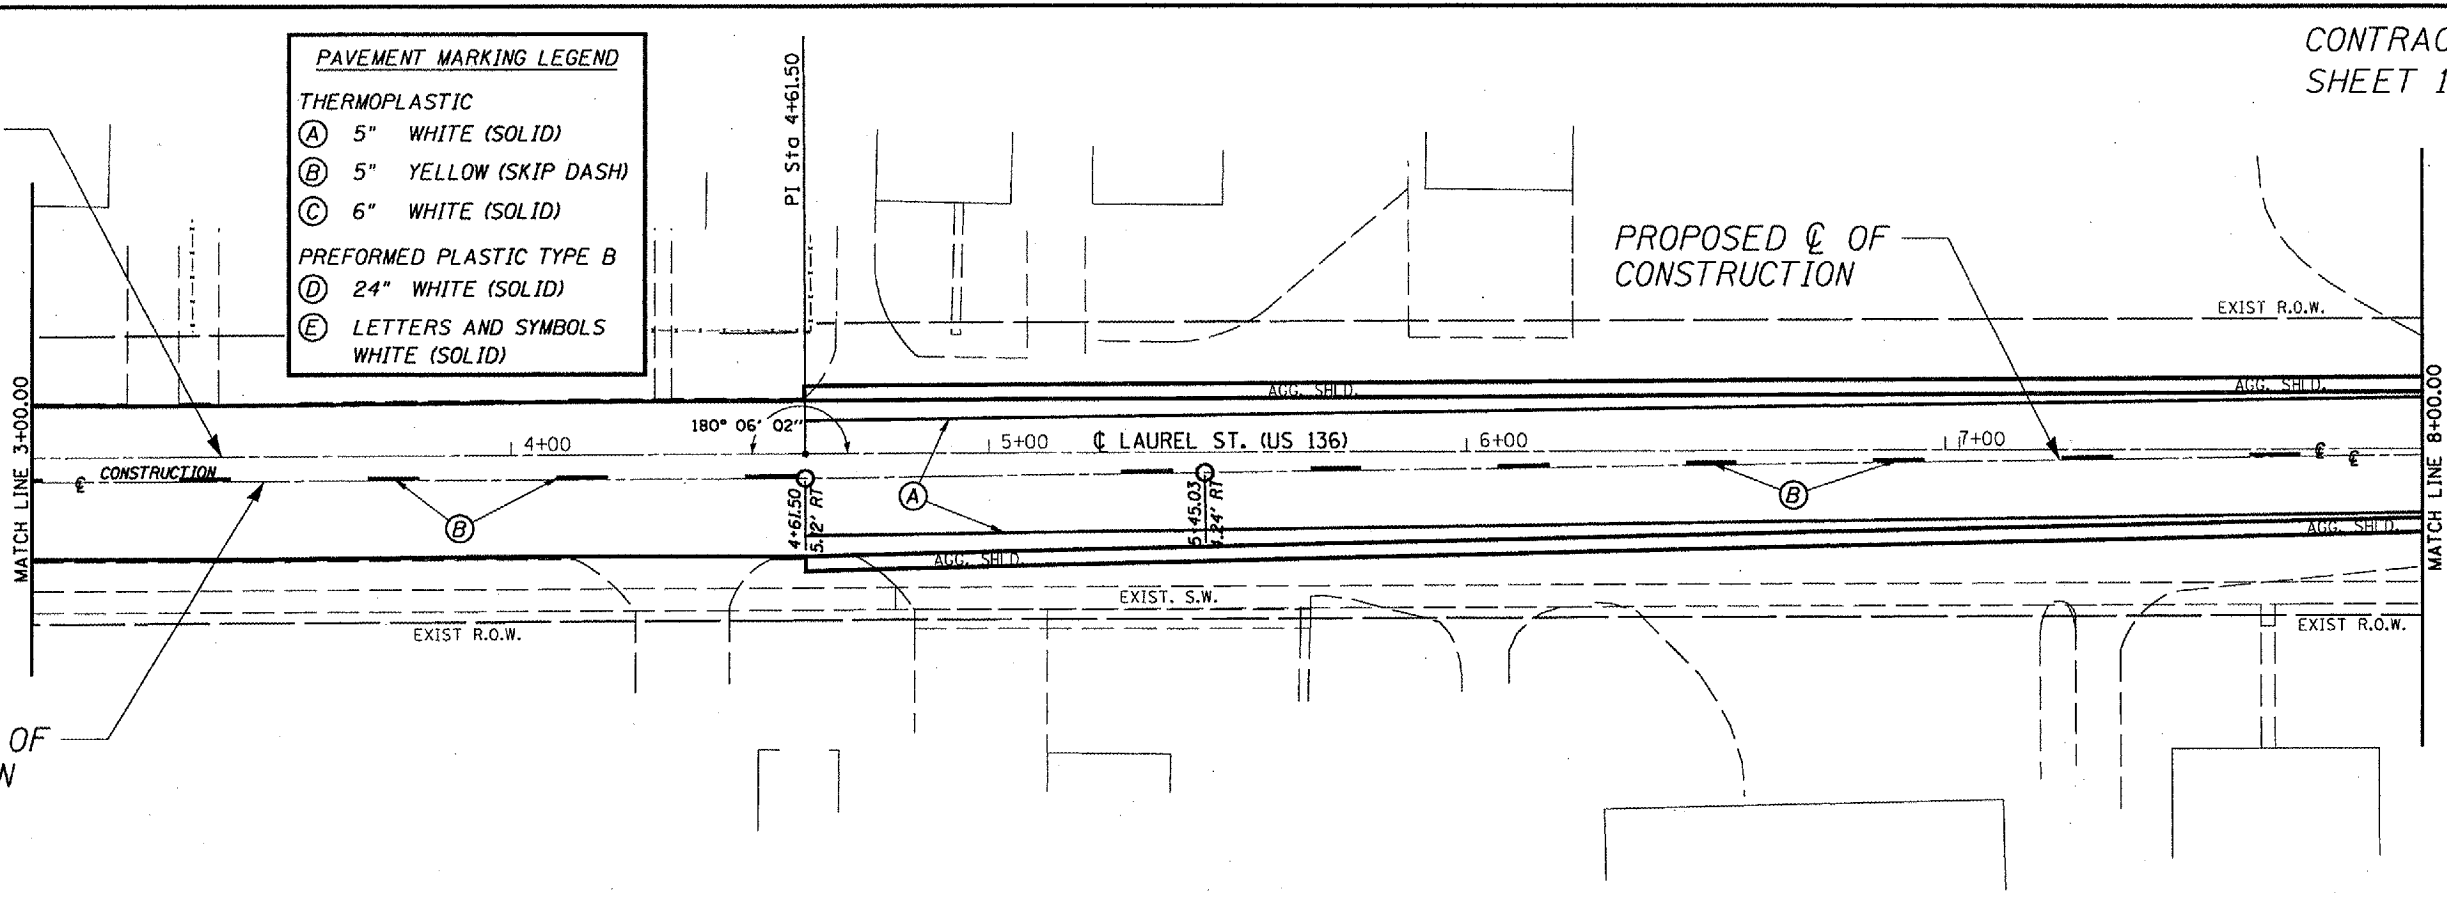 CONTRAC
SHEET 1
PAVEMENT MARKING LEGEND
THERMOPLASTIC
A 5" WHITE (SOLID)
B 5" YELLOW (SKIP DASH)
C 6" WHITE (SOLID)
PREFORMED PLASTIC TYPE B
D 24" WHITE (SOLID)
E LETTERS AND SYMBOLS
WHITE (SOLID)
PI Sta 4+61.50
PROPOSED ℄ OF
CONSTRUCTION
EXIST R.O.W.
MATCH LINE 3+00.00
AGG. SHLD.
AGG. SHLD.
MATCH LINE 8+00.00
180° 06' 02"
4+00
5+00
℄ LAUREL ST. (US 136)
6+00
7+00
℄ CONSTRUCTION
℄
℄
A
B
B
4+61.50
5.12' RT
5+45.03
RT
AGG. SHLD.
AGG. SHLD.
EXIST. S.W.
EXIST R.O.W.
EXIST R.O.W.
OF
N